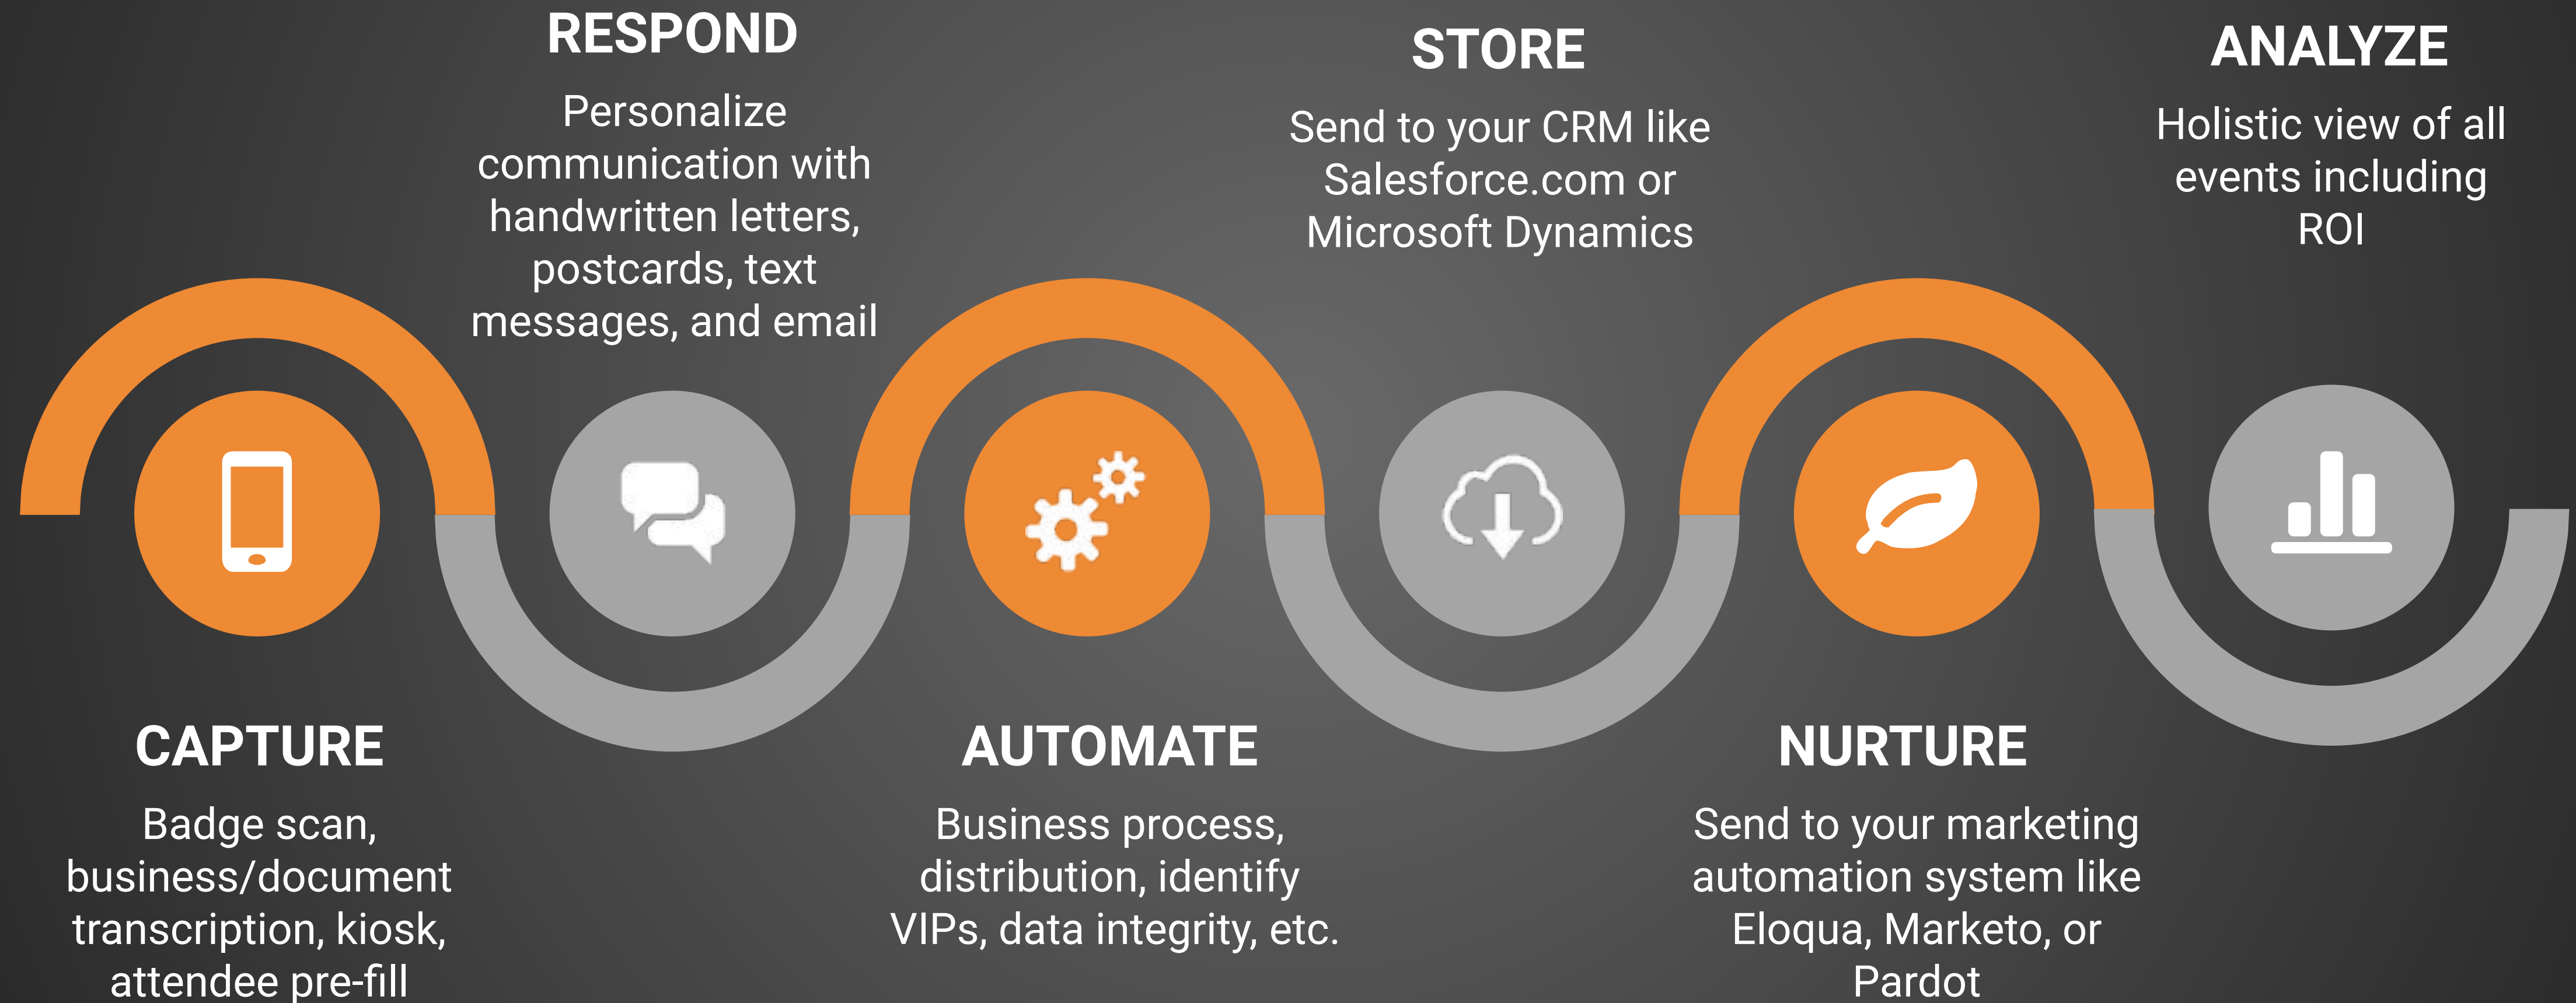 CAPTURE
Badge scan,
business/document
transcription, kiosk,
attendee pre-fill
RESPOND
Personalize
communication with
handwritten letters,
postcards, text
messages, and email
AUTOMATE
Business process,
distribution, identify
VIPs, data integrity, etc.
STORE
Send to your CRM like
Salesforce.com or
Microsoft Dynamics
NURTURE
Send to your marketing
automation system like
Eloqua, Marketo, or
Pardot
ANALYZE
Holistic view of all
events including
ROI